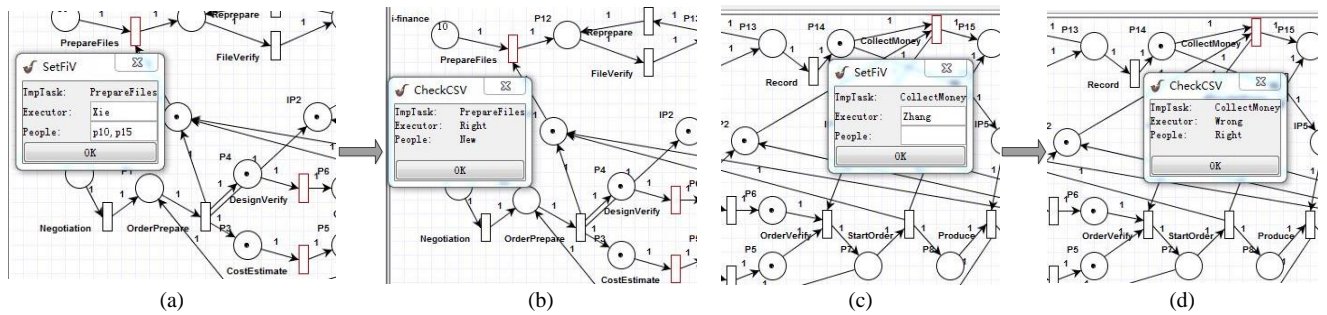 PrepareFiles
Reprepare
FileVerify
SetFiV
ImpTask: PrepareFiles
Executor: Xie
People: p10, p15
OK
IP2
P4
P1
P3
P5
Negotiation
OrderPrepare
DesignVerify
CostEstimate
(a)
i-finance
10
P12
PrepareFiles
Reprepare
FileVerify
CheckCSV
ImpTask: PrepareFiles
Executor: Right
People: New
OK
IP2
P4
P3
Negotiation
OrderPrepare
DesignVerify
CostEstimate
(b)
P13
P14
P15
CollectMoney
Record
SetFiV
ImpTask: CollectMoney
Executor: Zhang
People:
OK
IP5
P6
OrderVerify
StartOrder
Produce
P5
P7
P8
(c)
P13
P14
P15
CollectMoney
Record
CheckCSV
ImpTask: CollectMoney
Executor: Wrong
People: Right
OK
IP5
P6
OrderVerify
StartOrder
Produce
P5
P7
P8
(d)